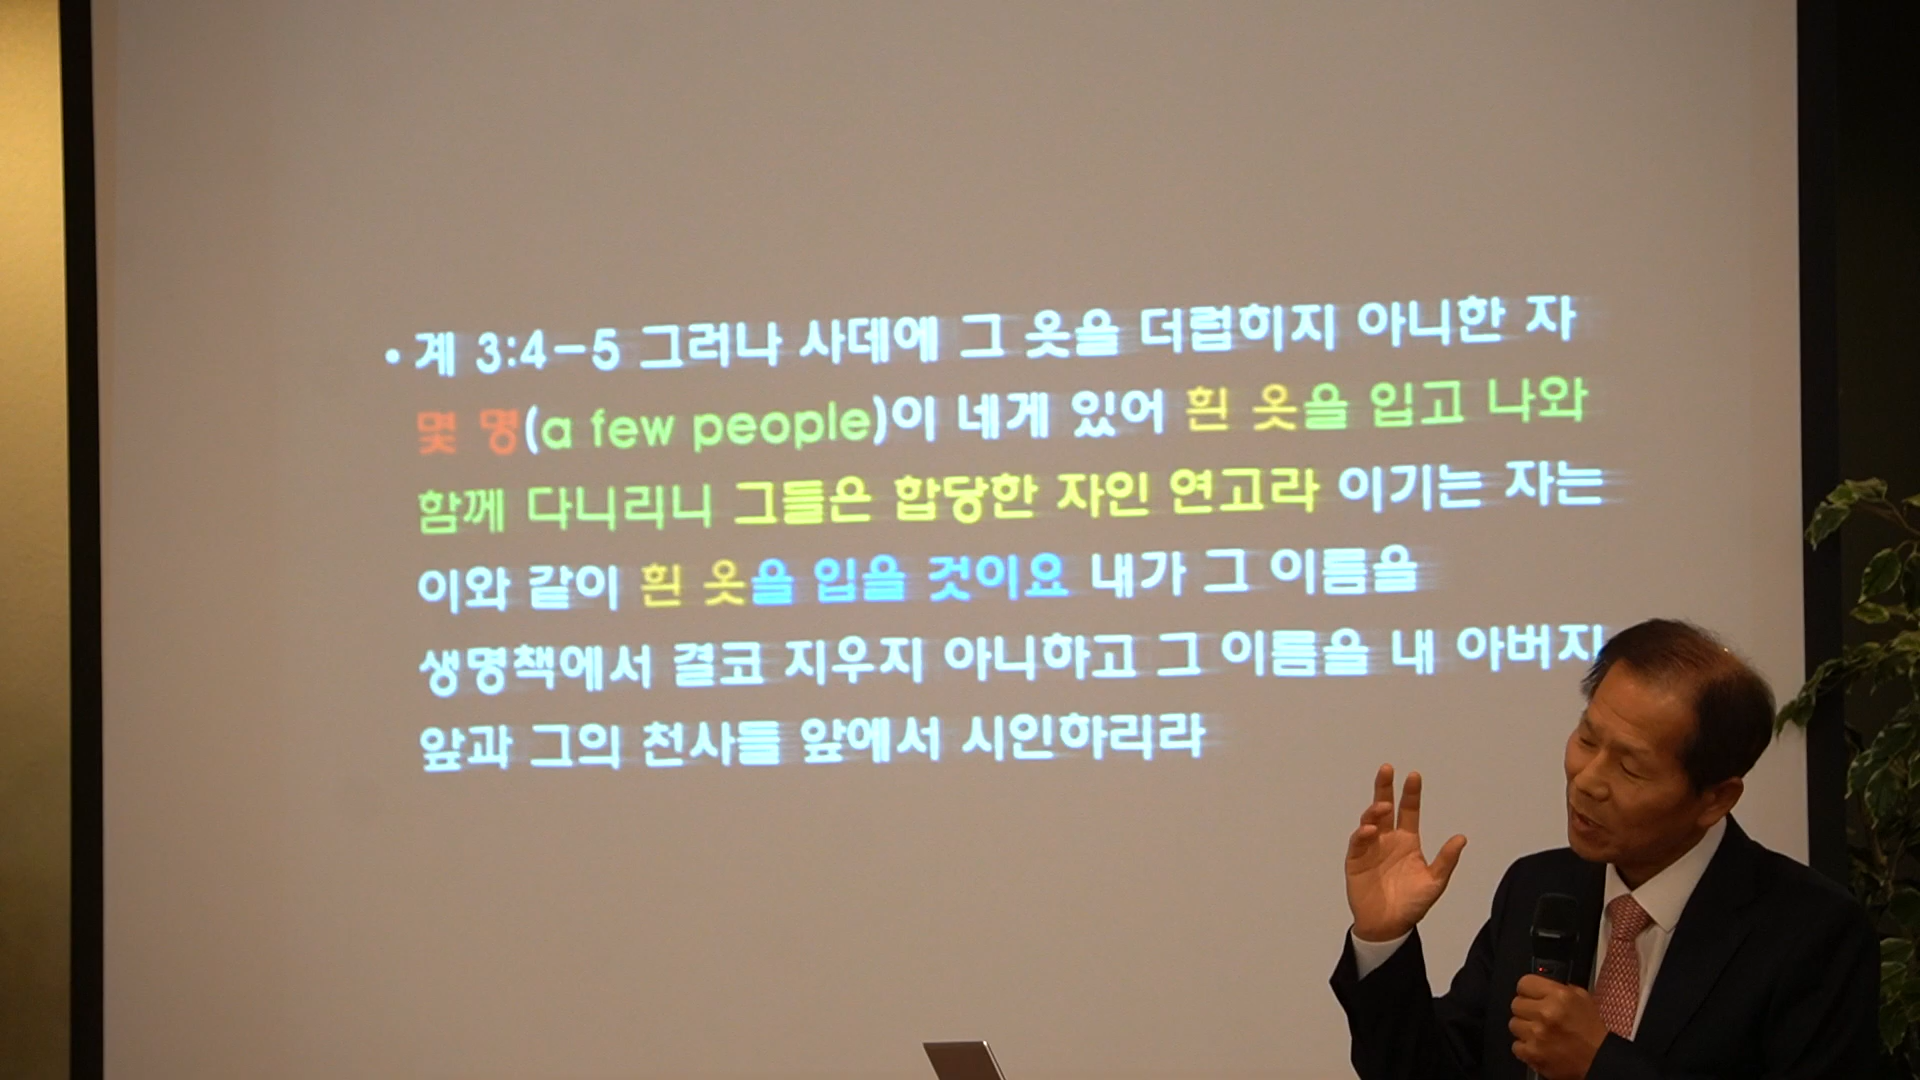 • 계 3:4-5 그러나 사데에 그 옷을 더럽히지 아니한 자
몇 명(a few people)이 네게 있어 흰 옷을 입고 나와
함께 다니리니 그들은 합당한 자인 연고라 이기는 자는
이와 같이 흰 옷을 입을 것이요 내가 그 이름을
생명책에서 결코 지우지 아니하고 그 이름을 내 아버지
앞과 그의 천사들 앞에서 시인하리라